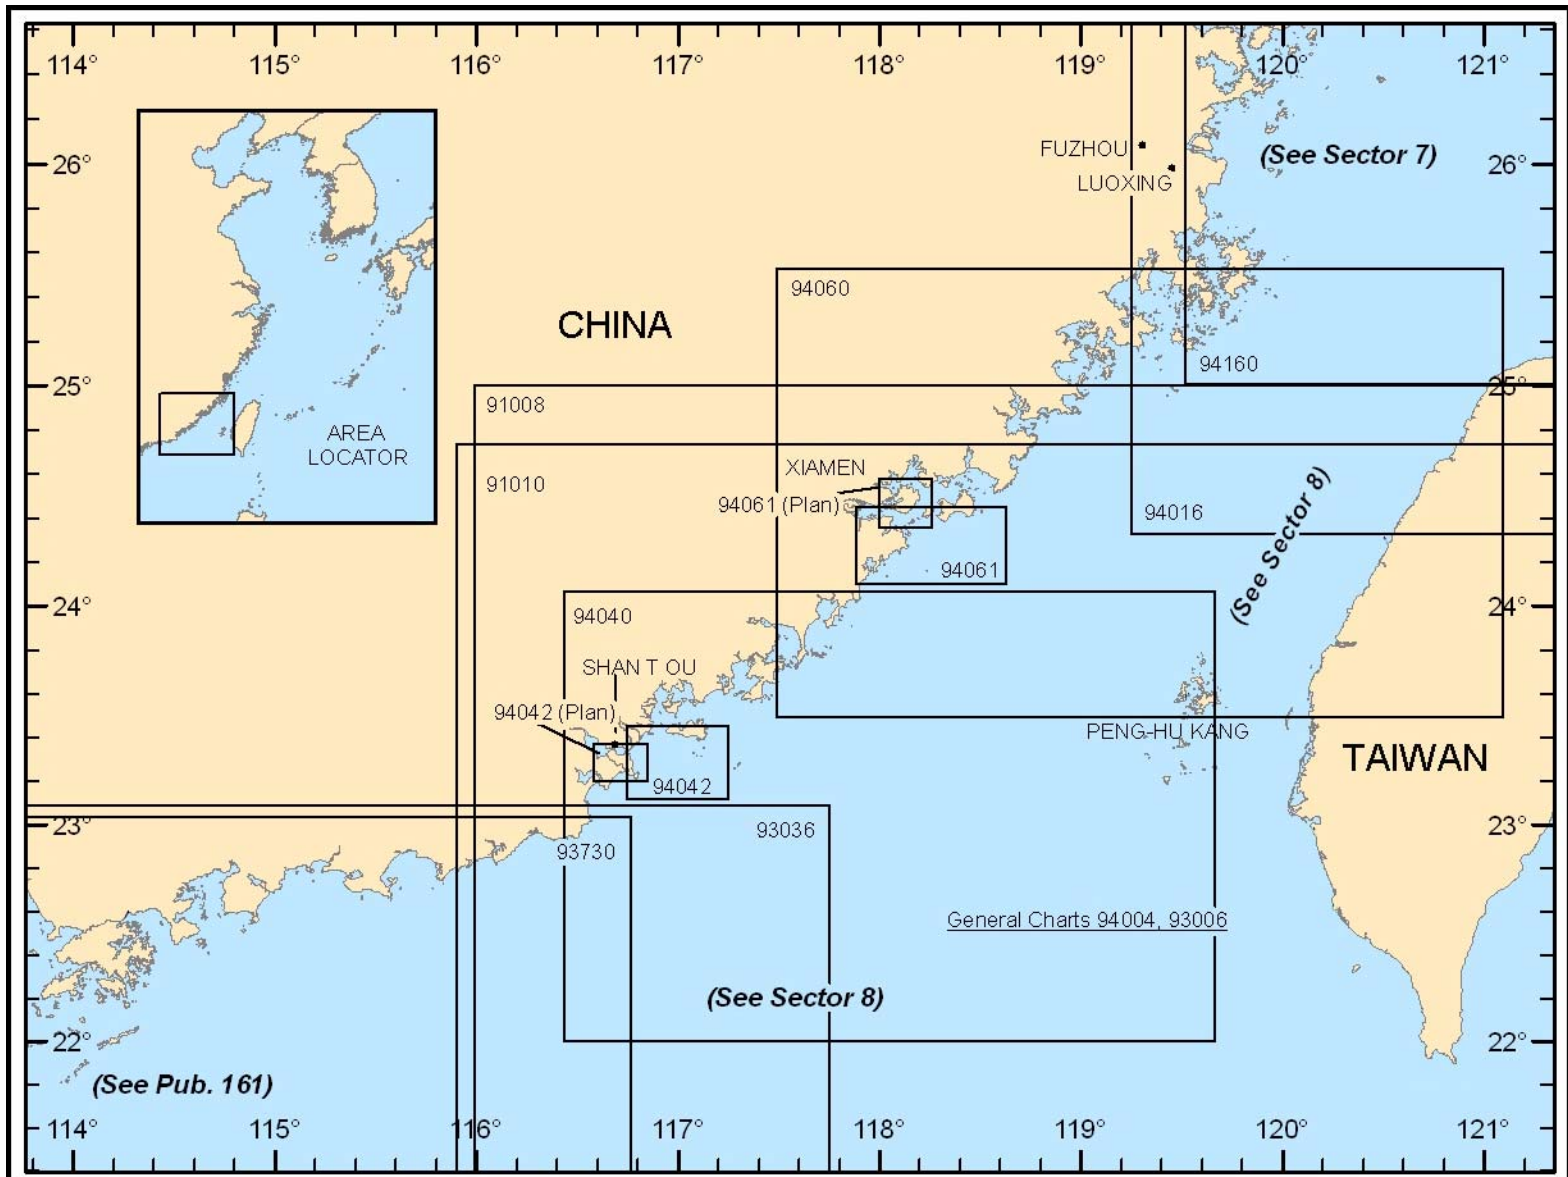 114° 115° 116° 117° 118° 119° 120° 121°
FUZHOU
(See Sector 7)
26° 26°
LUOXING
94060
CHINA
94160
25° 25°
91008
AREA
LOCATOR
XIAMEN
91010
94061 (Plan)
94016
(See Sector 8)
94061
24° 24°
94040
SHAN T OU
94042 (Plan)
PENG-HU KANG
TAIWAN
94042
23° 23°
93036
93730
General Charts 94004, 93006
(See Sector 8)
22° 22°
(See Pub. 161)
114° 115° 116° 117° 118° 119° 120° 121°